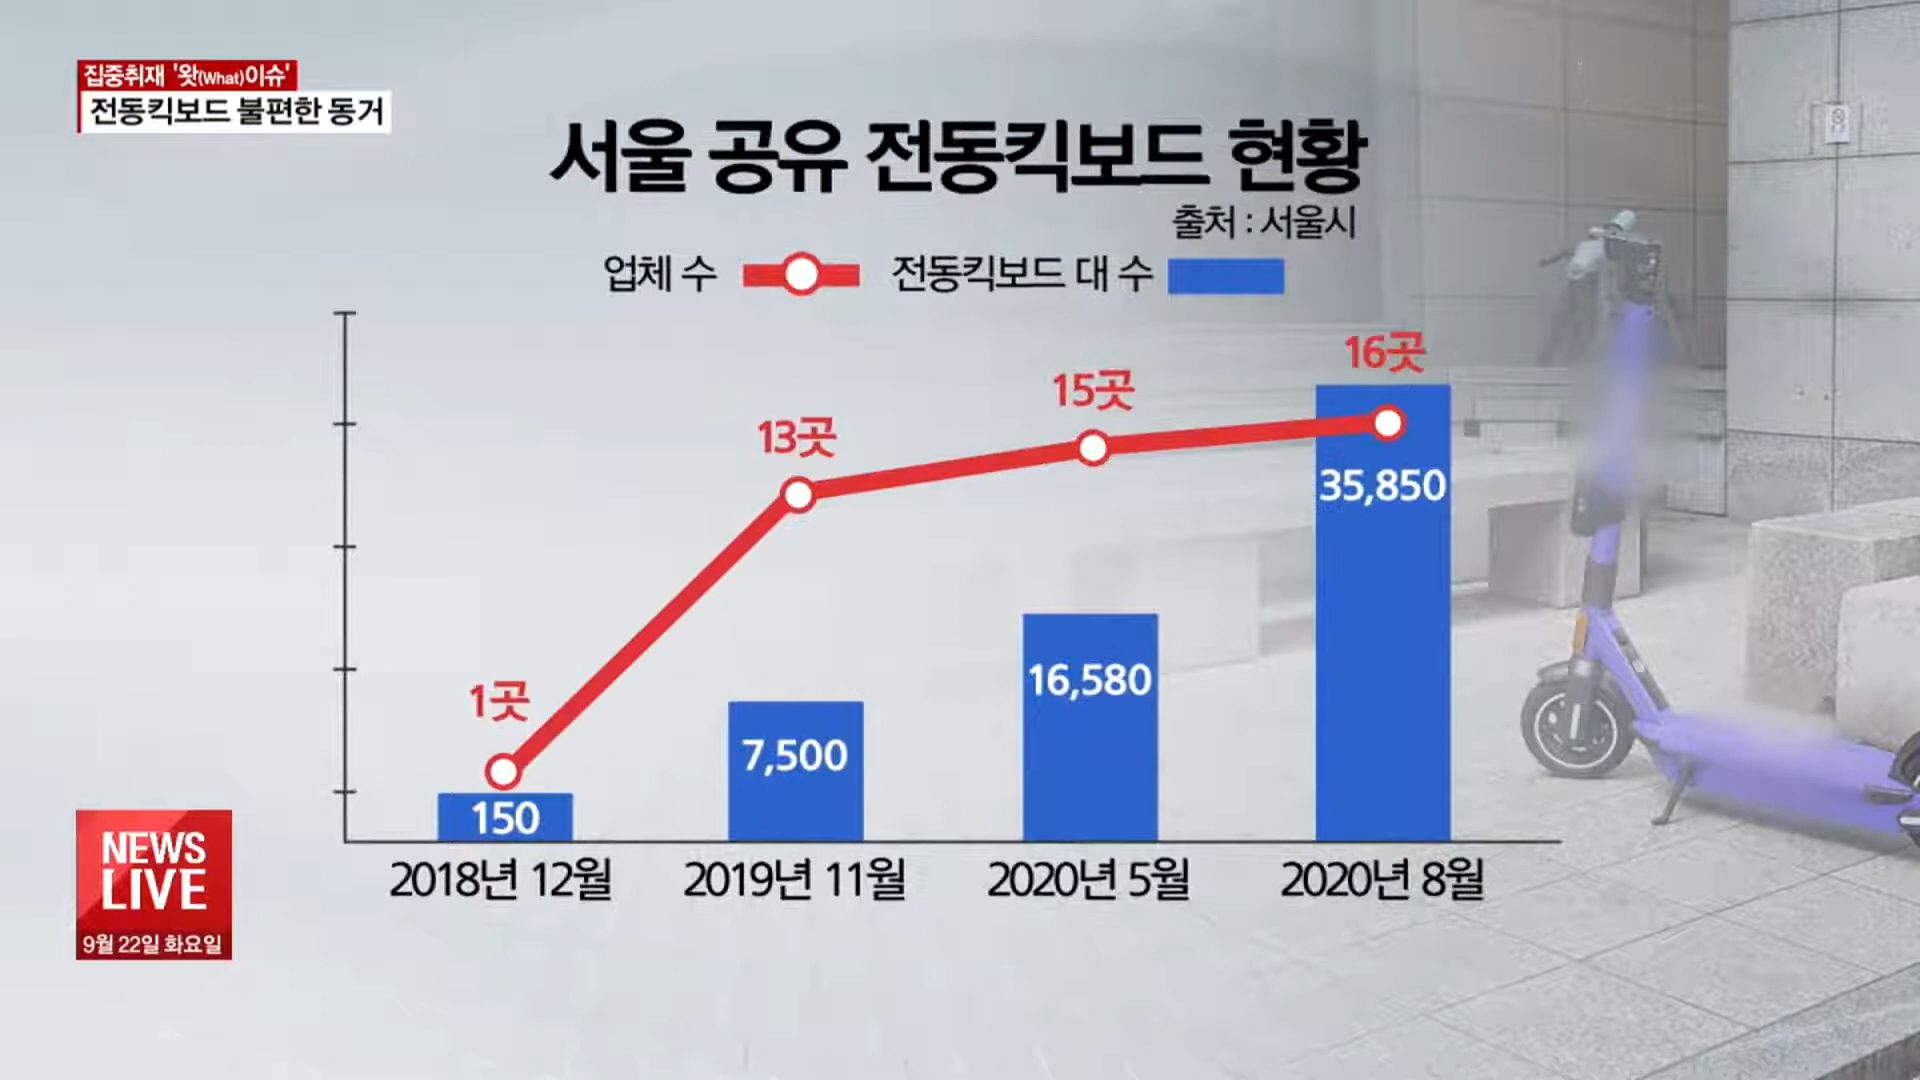 집중취재 '왓(What)이슈'
전동킥보드 불편한 동거
서울 공유 전동킥보드 현황
출처 : 서울시
업체 수 전동킥보드 대 수
1곳
13곳
15곳
16곳
150
7,500
16,580
35,850
2018년 12월 2019년 11월 2020년 5월 2020년 8월
NEWS
LIVE
9월 22일 화요일